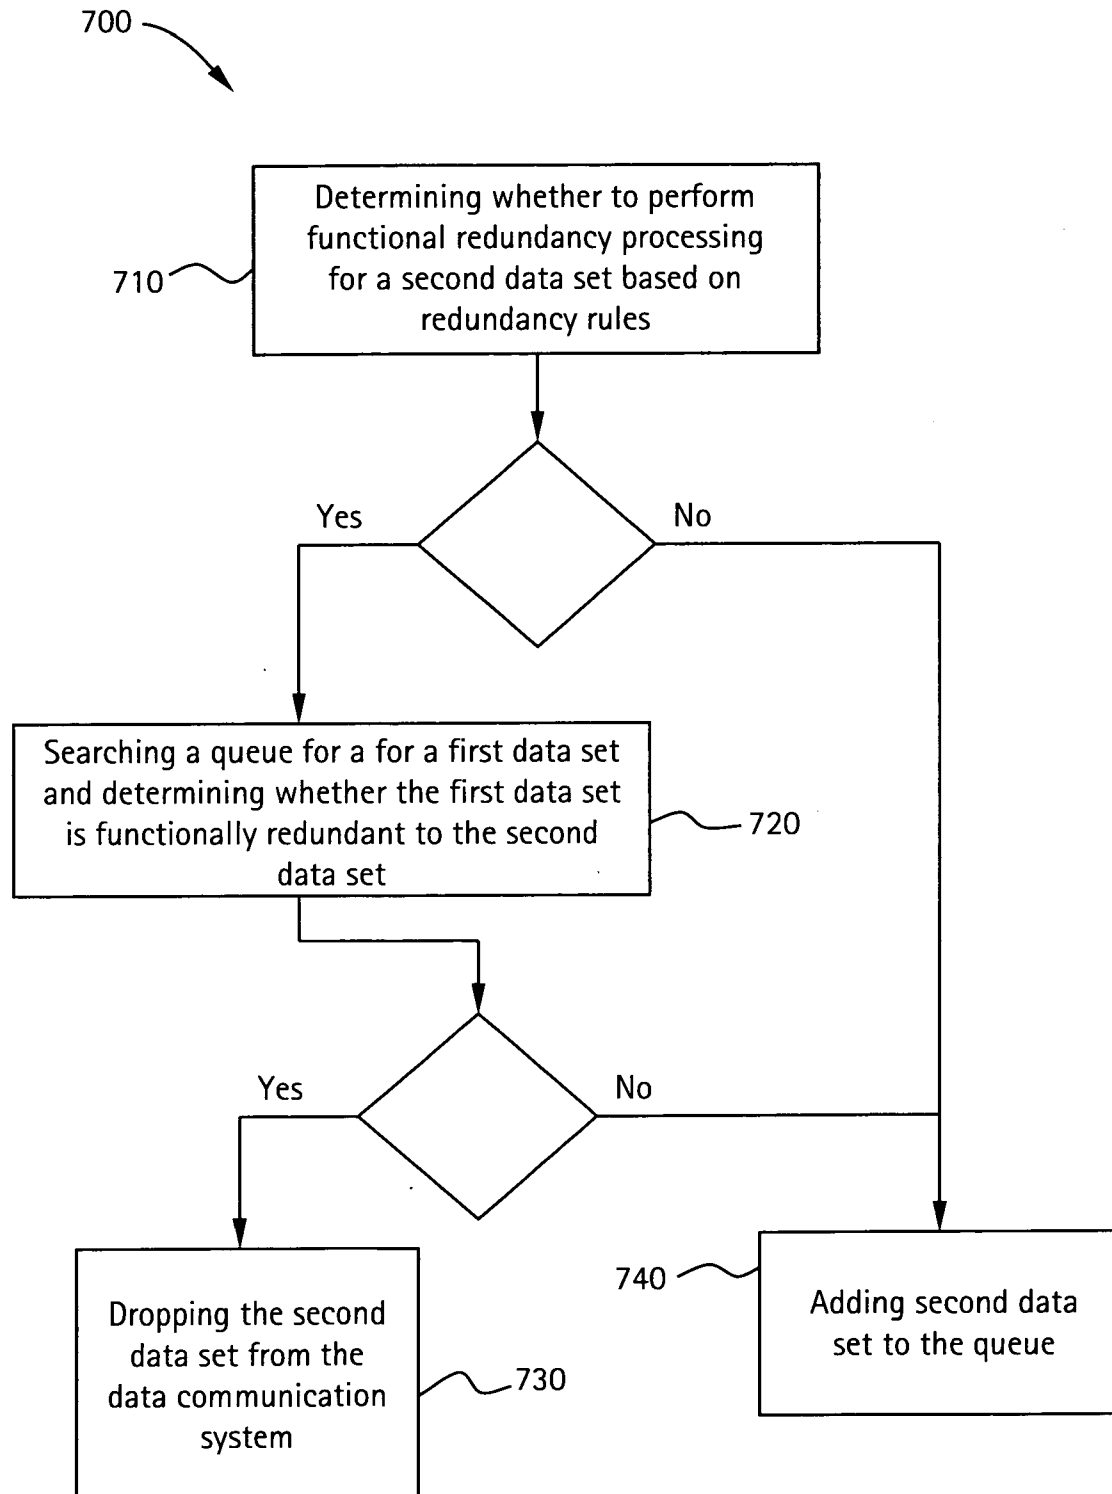 700
Determining whether to perform
functional redundancy processing
for a second data set based on
redundancy rules
710
Yes
No
Searching a queue for a for a first data set
and determining whether the first data set
is functionally redundant to the second
data set
720
Yes
No
Dropping the second
data set from the
data communication
system
730
740
Adding second data
set to the queue